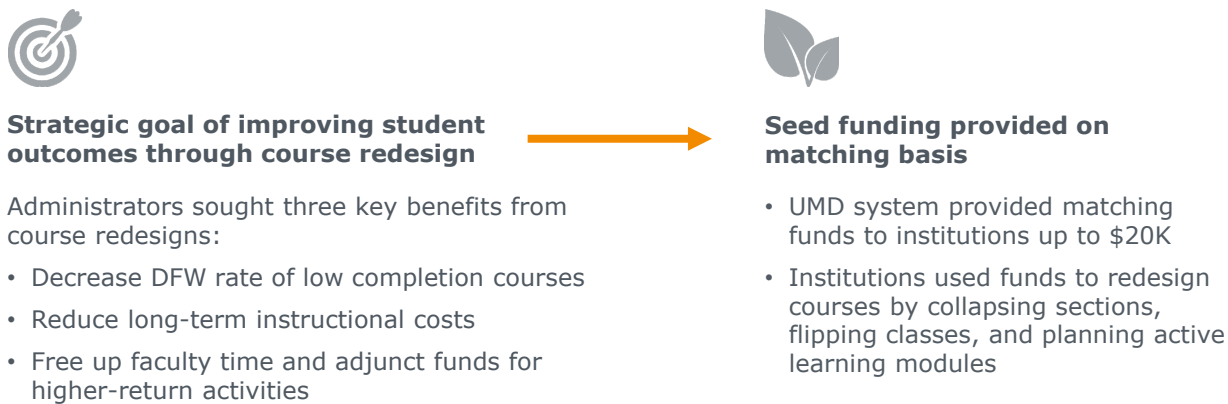 Strategic goal of improving student
outcomes through course redesign
Administrators sought three key benefits from
course redesigns:
• Decrease DFW rate of low completion courses
• Reduce long-term instructional costs
• Free up faculty time and adjunct funds for
higher-return activities
Seed funding provided on
matching basis
• UMD system provided matching
funds to institutions up to $20K
• Institutions used funds to redesign
courses by collapsing sections,
flipping classes, and planning active
learning modules